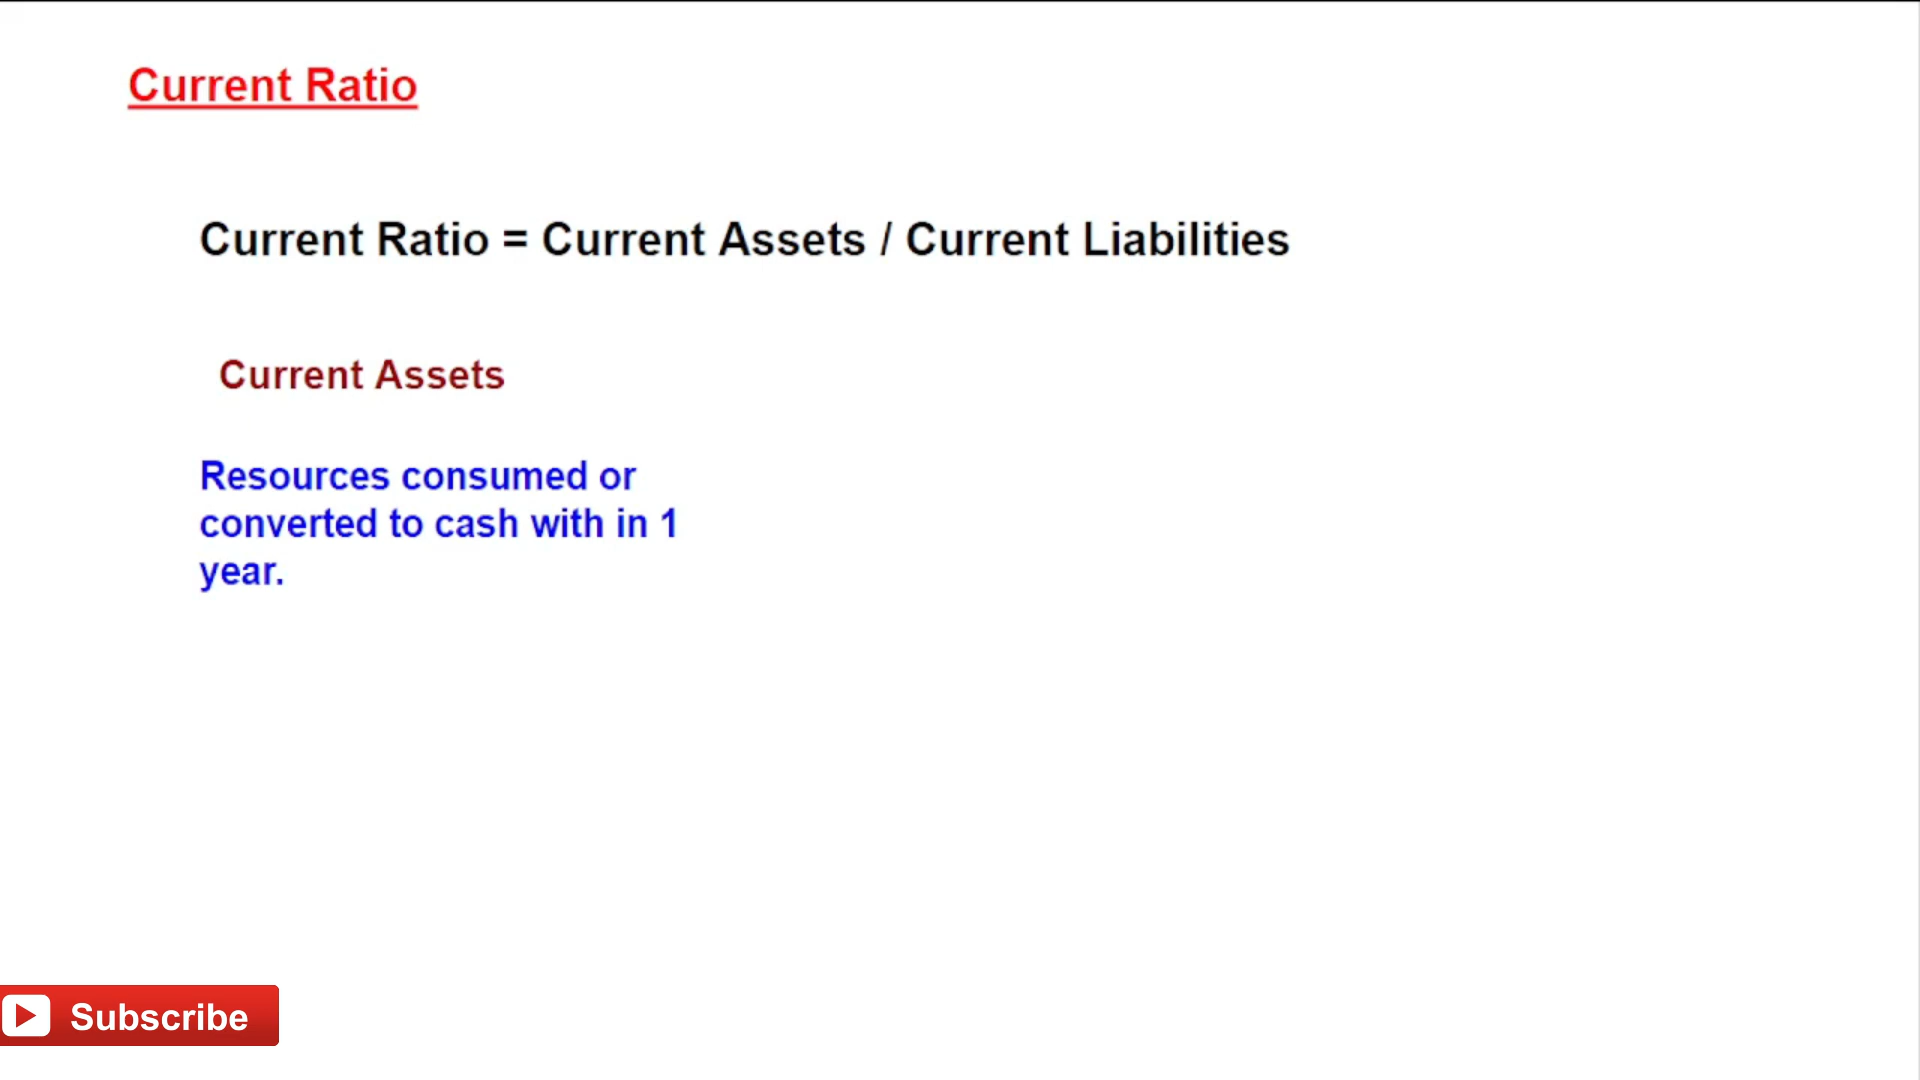 Current Ratio
Current Ratio = Current Assets / Current Liabilities
Current Assets
Resources consumed or
converted to cash with in 1
year.
Subscribe